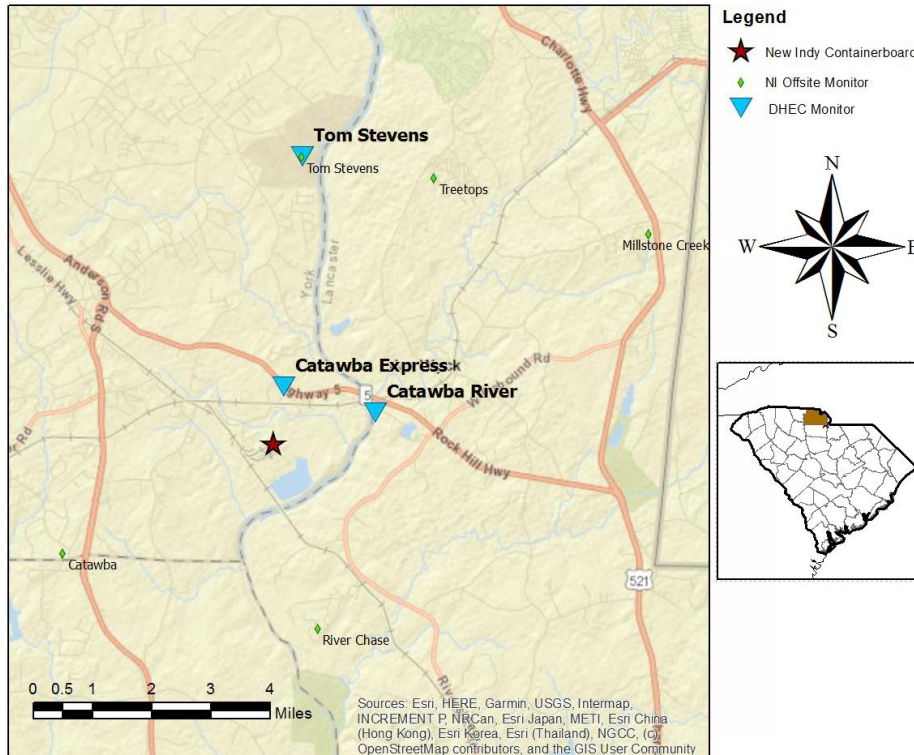 Charlotte Hwy
Tom Stevens
Tom Stevens
Treetops
Millstone Creek
York
Lancaster
Lesslie Hwy
Anderson Rd S
Catawba Express
ghway 5
5
Catawba River
Rock Hill Hwy
er Rd
Catawba
521
River Chase
0 0.5 1 2 3 4
Miles
Sources: Esri, HERE, Garmin, USGS, Intermap,
INCREMENT P, NRCan, Esri Japan, METI, Esri China
(Hong Kong), Esri Korea, Esri (Thailand), NGCC, (c)
OpenStreetMap contributors, and the GIS User Community
Legend
New Indy Containerboard
NI Offsite Monitor
DHEC Monitor
N
W
E
S